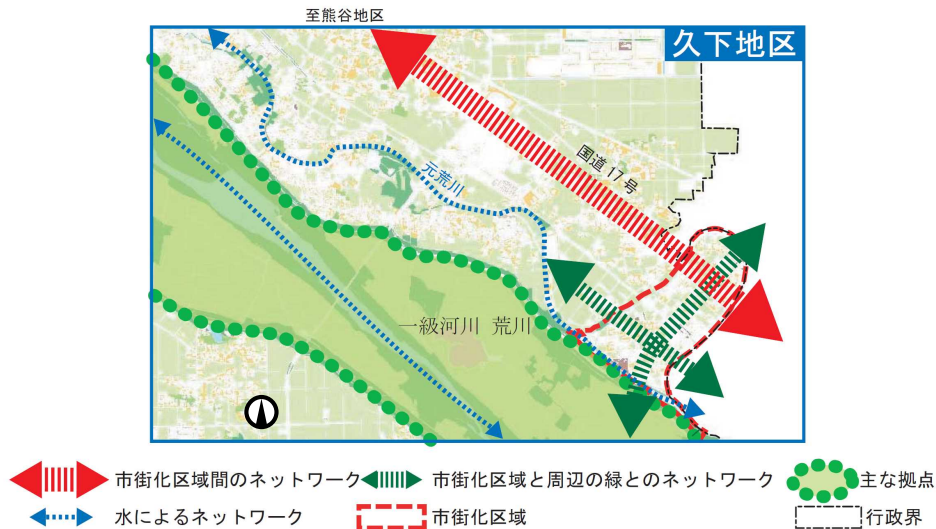 至熊谷地区
久下地区
国道17号
元荒川
一級河川 荒川
市街化区域間のネットワーク
市街化区域と周辺の緑とのネットワーク
主な拠点
水によるネットワーク
市街化区域
行政界